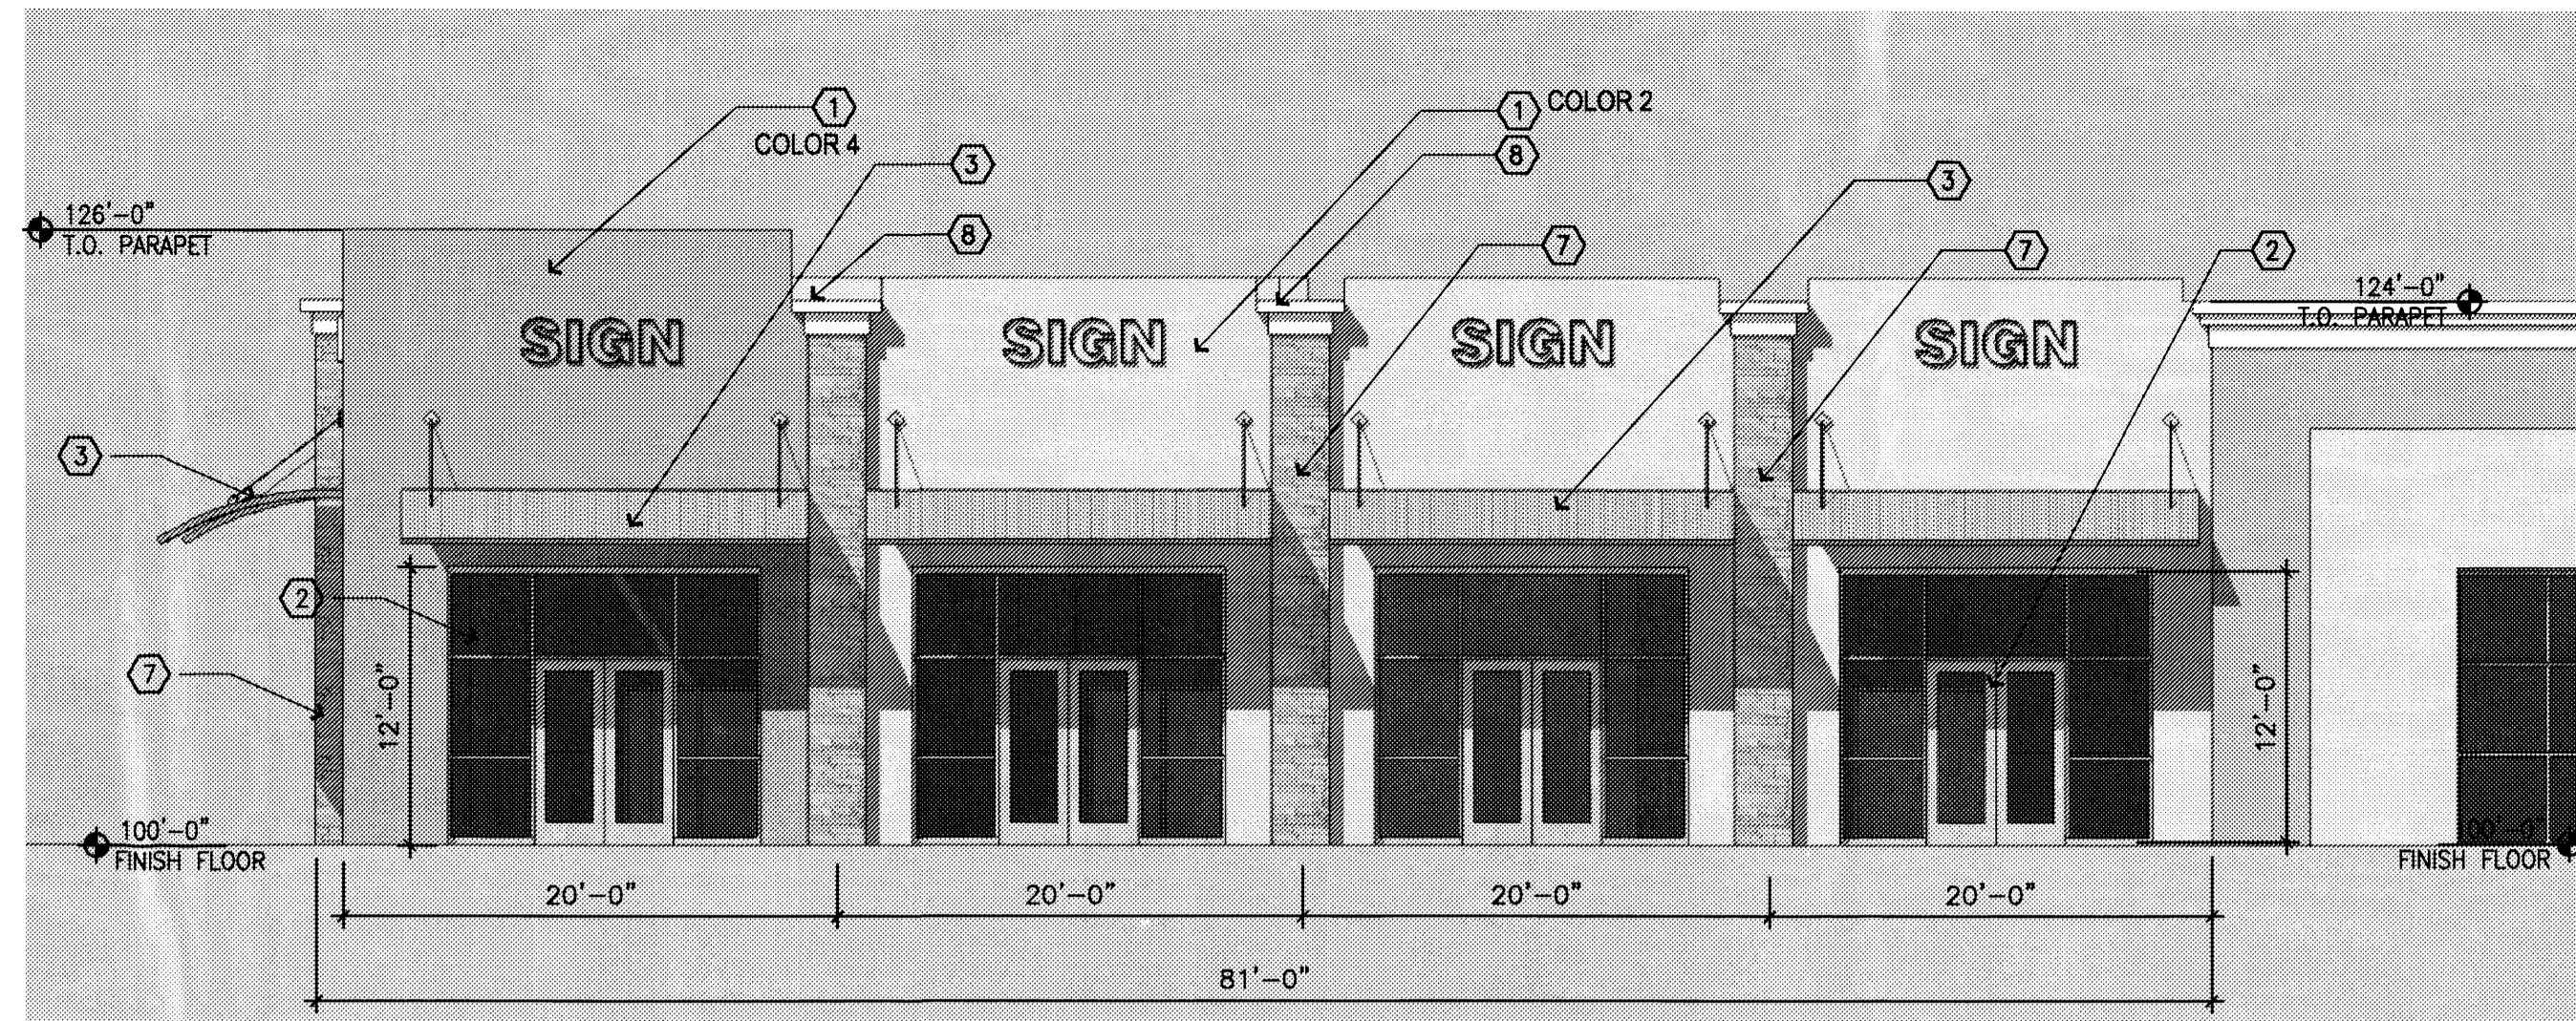 1 COLOR 2
1
COLOR 4
8
3
3
126'-0"
T.O. PARAPET
8
7
7
2
124'-0"
T.O. PARAPET
SIGN SIGN SIGN SIGN
3
2
7
12'-0"
12'-0"
100'-0"
FINISH FLOOR
00'-0"
FINISH FLOOR
20'-0" 20'-0" 20'-0" 20'-0"
81'-0"